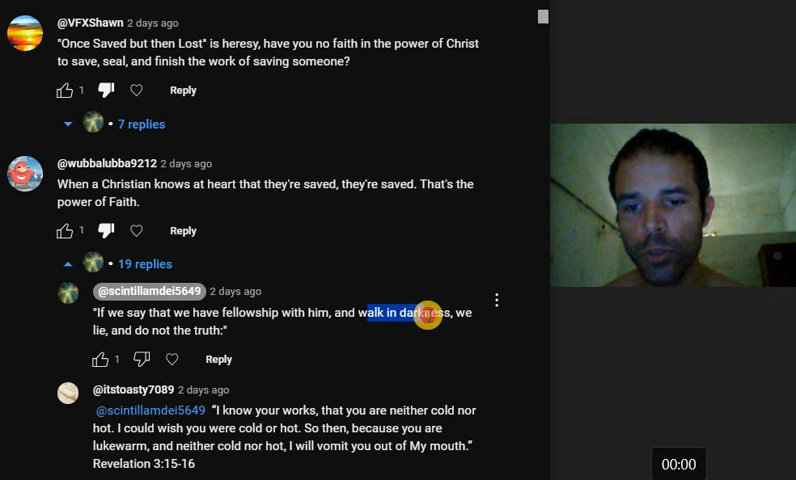 @VFXShawn 2 days ago
"Once Saved but then Lost" is heresy, have you no faith in the power of Christ
to save, seal, and finish the work of saving someone?
1 Reply
• 7 replies
@wubbalubba9212 2 days ago
When a Christian knows at heart that they're saved, they're saved. That's the
power of Faith.
Reply
• 19 replies
@scintillamdei5649 2 days ago
"If we say that we have fellowship with him, and walk in darkness, we
lie, and do not the truth:"
1 Reply
@itstoasty7089 2 days ago
@scintillamdei5649 "I know your works, that you are neither cold nor
hot. I could wish you were cold or hot. So then, because you are
lukewarm, and neither cold nor hot, I will vomit you out of My mouth."
Revelation 3:15-16
00:00